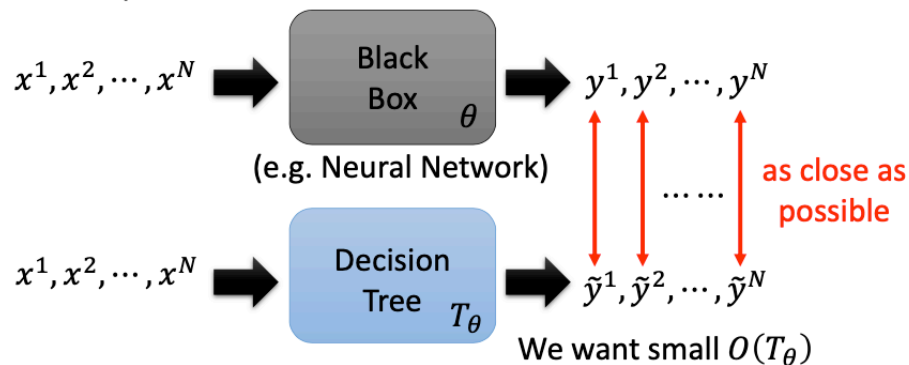 x¹, x², ⋯, xᴺ
Black
Box
θ
y¹, y², ⋯, yᴺ
(e.g. Neural Network)
⋯ ⋯
as close as
possible
x¹, x², ⋯, xᴺ
Decision
Tree
T_θ
ỹ¹, ỹ², ⋯, ỹᴺ
We want small O(T_θ)